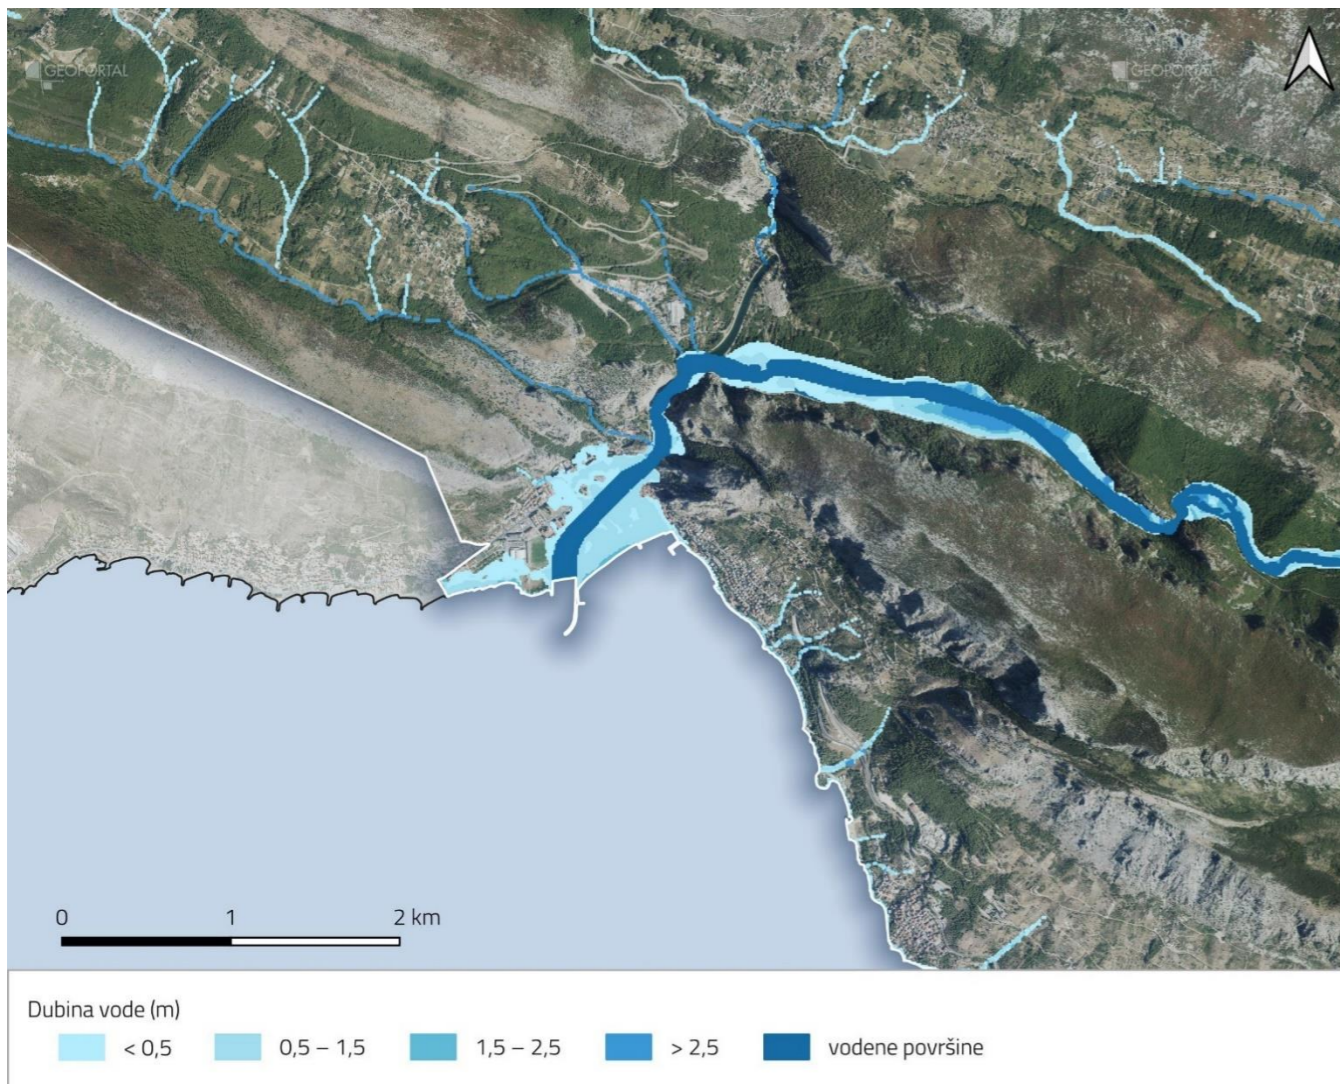 GEOPORTAL
GEOPORTAL
0 1 2 km
Dubina vode (m)
< 0,5 0,5 – 1,5 1,5 – 2,5 > 2,5 vodene površine